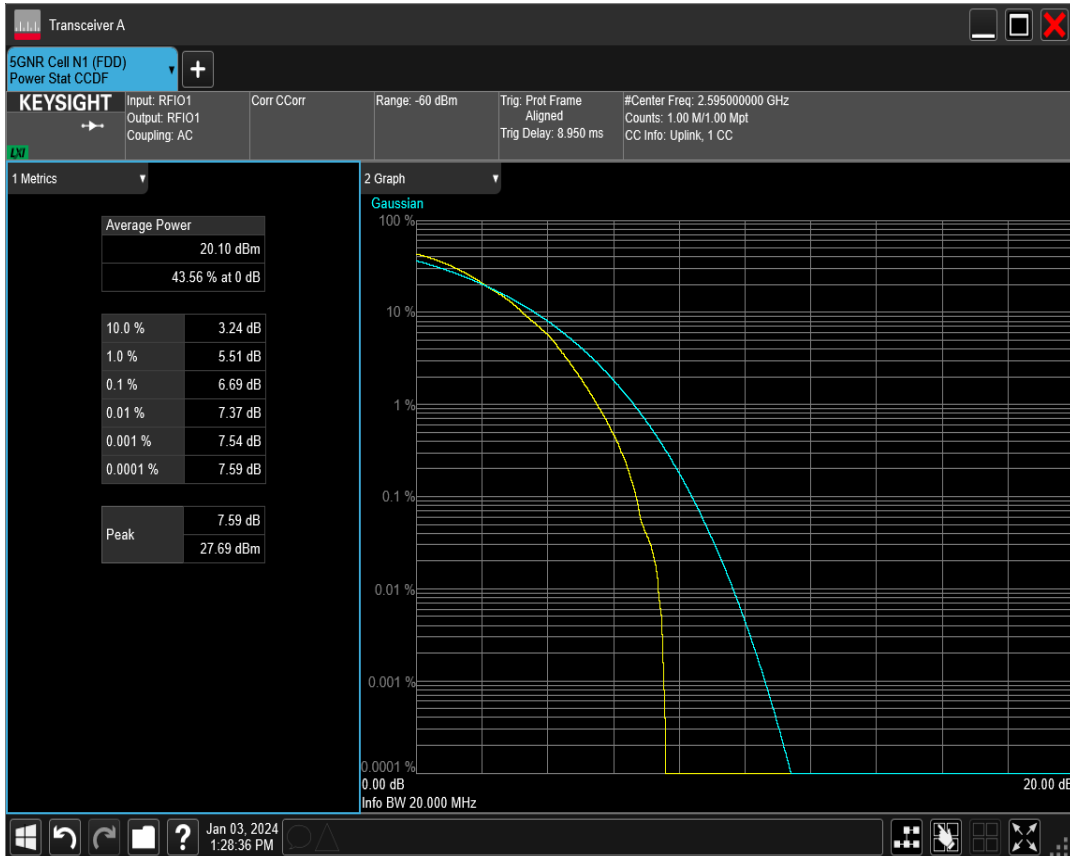 Transceiver A
5GNR Cell N1 (FDD)
Power Stat CCDF
+
KEYSIGHT
LXI
Input: RFIO1
Output: RFIO1
Coupling: AC
Corr CCorr
Range: -60 dBm
Trig: Prot Frame
Aligned
Trig Delay: 8.950 ms
#Center Freq: 2.595000000 GHz
Counts: 1.00 M/1.00 Mpt
CC Info: Uplink, 1 CC
1 Metrics
Average Power
20.10 dBm
43.56 % at 0 dB
10.0 % 3.24 dB
1.0 % 5.51 dB
0.1 % 6.69 dB
0.01 % 7.37 dB
0.001 % 7.54 dB
0.0001 % 7.59 dB
Peak
7.59 dB
27.69 dBm
2 Graph
Gaussian
100 %
10 %
1 %
0.1 %
0.01 %
0.001 %
0.0001 %
0.00 dB 20.00 dB
Info BW 20.000 MHz
?
Jan 03, 2024
1:28:36 PM